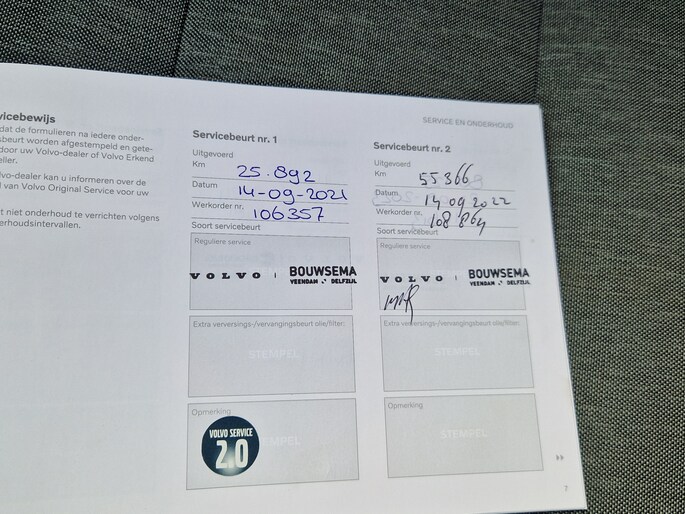 vicebewijs
dat de formulieren na iedere onder-
sbeurt worden afgestempeld en gete-
door uw Volvo-dealer of Volvo Erkend
eller.
lvo-dealer kan u informeren over de
l van Volvo Original Service voor uw
t niet onderhoud te verrichten volgens
erhoudsintervallen.
SERVICE EN ONDERHOUD
Servicebeurt nr. 1
Uitgevoerd
Km 25.892
Datum 14-09-2021
Werkorder nr. 106357
Soort servicebeurt
Reguliere service
VOLVO | BOUWSEMA
VEENDAM DELFZIJL
Extra verversings-/vervangingsbeurt olie/filter:
STEMPEL
Opmerking
VOLVO SERVICE
2.0
STEMPEL
Servicebeurt nr. 2
Uitgevoerd
Km 55366
Datum 14 09 2022
Werkorder nr. 108 864
Soort servicebeurt
Reguliere service
VOLVO | BOUWSEMA
VEENDAM DELFZIJL
Extra verversings-/vervangingsbeurt olie/filter:
STEMPEL
Opmerking
STEMPEL
7